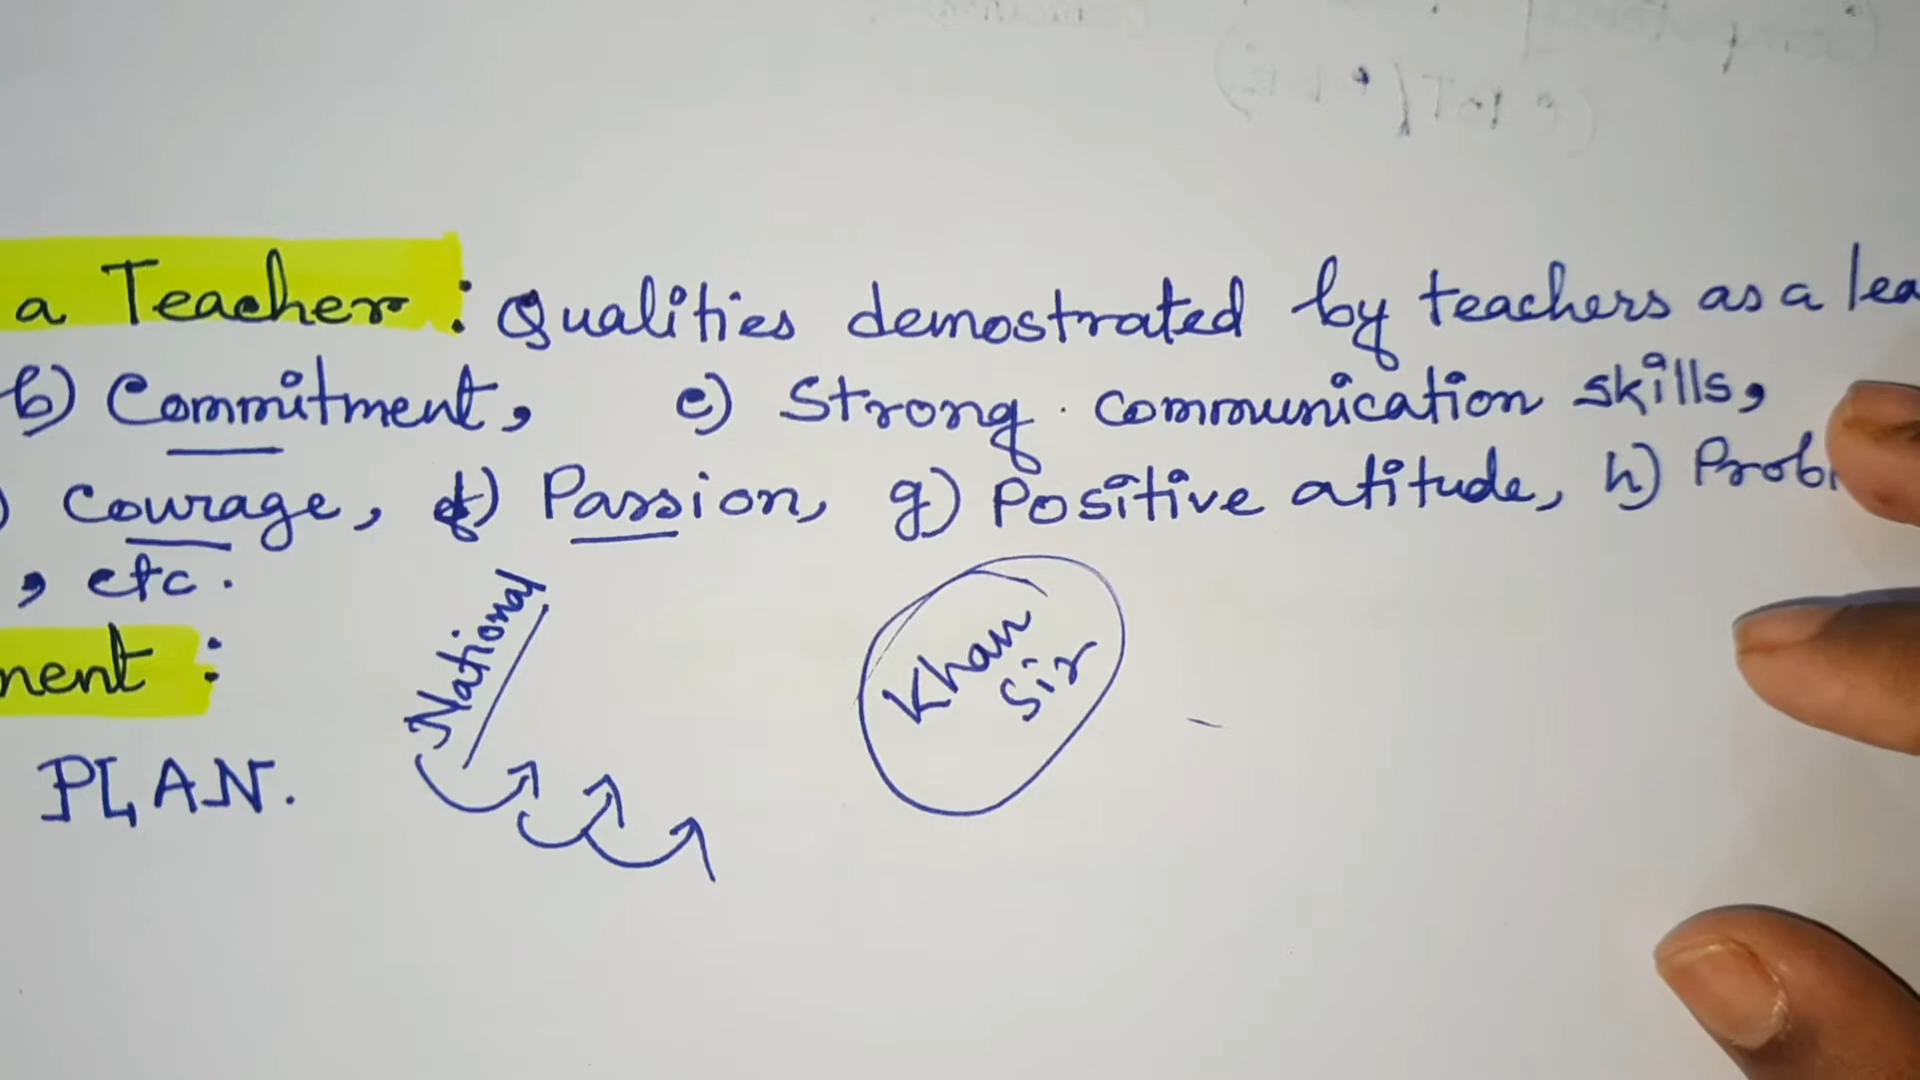 a Teacher: Qualities demostrated by teachers as a lea
b) Commitment, c) Strong communication skills,
) Courage, f) Passion, g) Positive atitude, h) Prob
, etc.
National
Khan
Sir
ment :
PLAN.